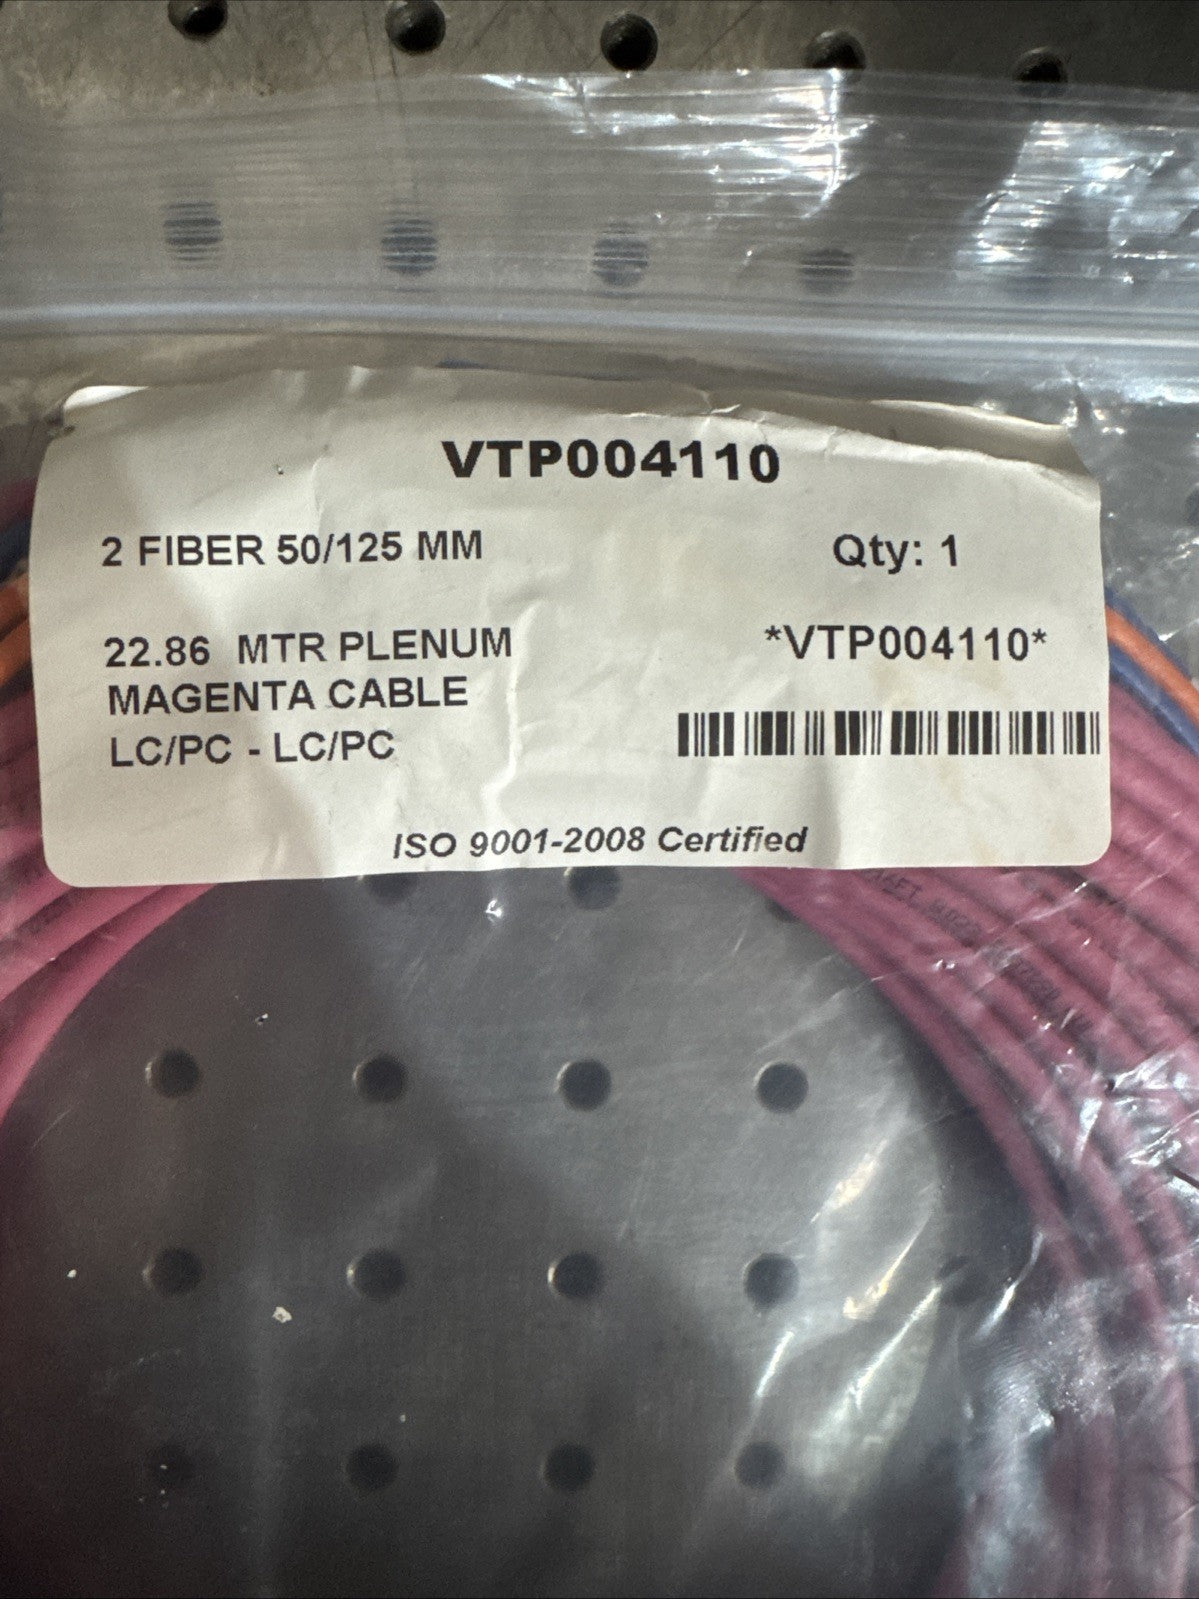 VTP004110
2 FIBER 50/125 MM
Qty: 1
22.86 MTR PLENUM
*VTP004110*
MAGENTA CABLE
LC/PC - LC/PC
ISO 9001-2008 Certified